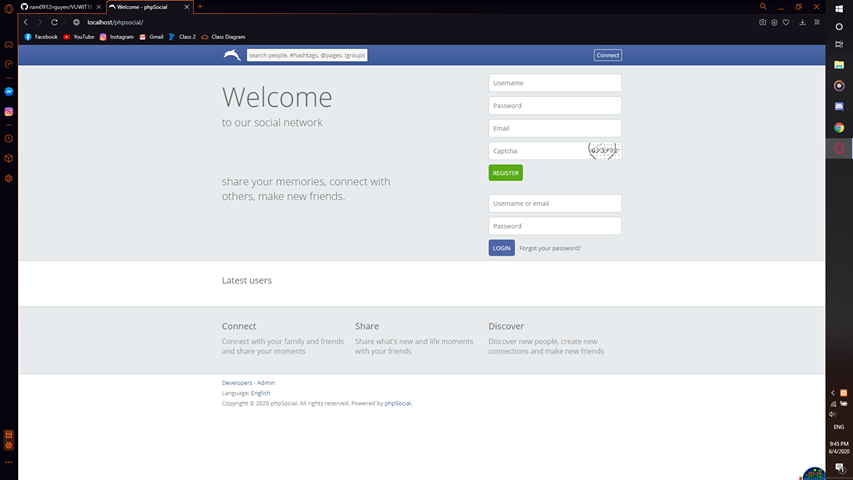 nam0912nguyen/VUWIT1
Welcome - phpSocial
localhost/phpsocial/
Facebook
YouTube
Instagram
Gmail
Class 2
Class Diagram
search people, #hashtags, @pages, !groups
Connect
Welcome
to our social network
share your memories, connect with
others, make new friends.
Username
Password
Email
Captcha
REGISTER
Username or email
Password
LOGIN
Forgot your password?
Latest users
Connect
Connect with your family and friends
and share your moments
Share
Share what's new and life moments
with your friends
Discover
Discover new people, create new
connections and make new friends
Developers - Admin
Language: English
Copyright © 2020 phpSocial. All rights reserved. Powered by phpSocial.
ENG
9:45 PM
6/4/2020